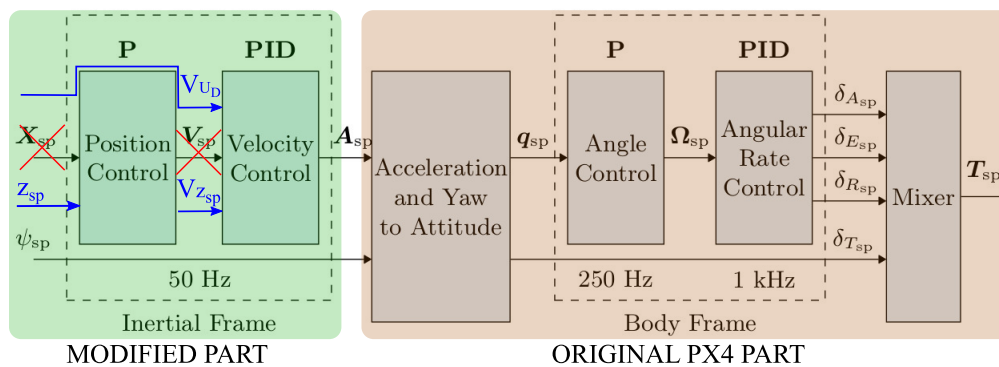 P
PID
P
PID
V_{U_D}
δ_{A_sp}
X_sp
V_sp
A_sp
q_sp
Ω_sp
δ_{E_sp}
T_sp
Position
Control
Velocity
Control
Acceleration
and Yaw
to Attitude
Angle
Control
Angular
Rate
Control
Mixer
z_sp
V_{z_sp}
δ_{R_sp}
ψ_sp
δ_{T_sp}
50 Hz
250 Hz
1 kHz
Inertial Frame
Body Frame
MODIFIED PART
ORIGINAL PX4 PART